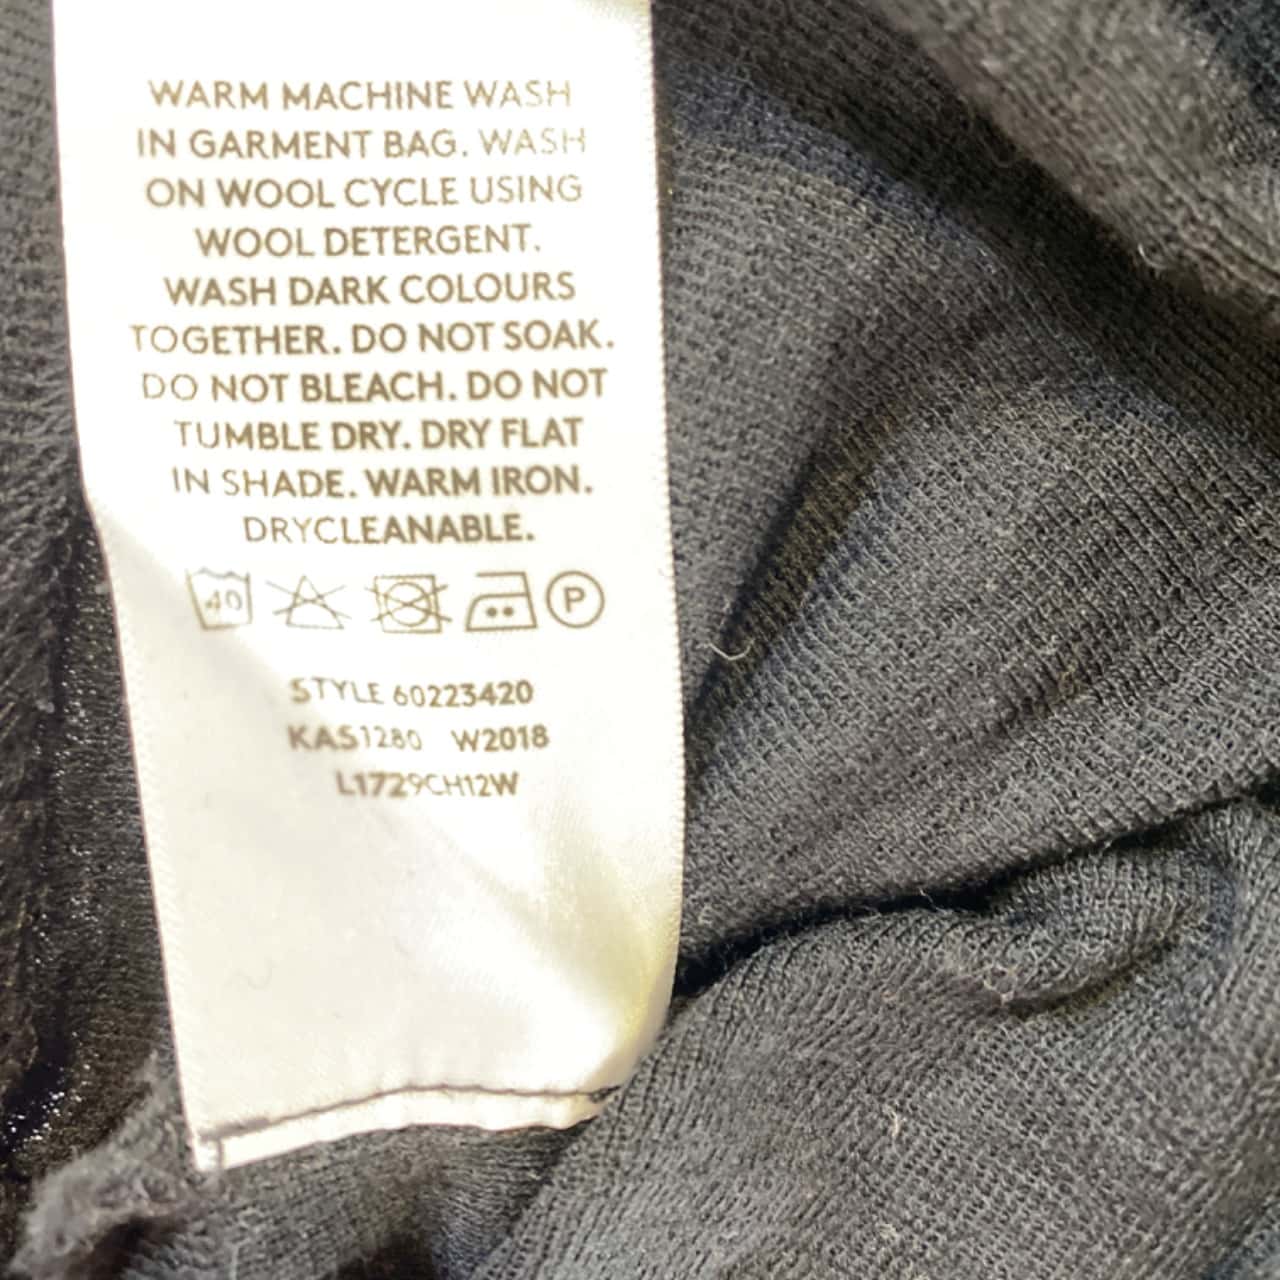 WARM MACHINE WASH
IN GARMENT BAG. WASH
ON WOOL CYCLE USING
WOOL DETERGENT.
WASH DARK COLOURS
TOGETHER. DO NOT SOAK.
DO NOT BLEACH. DO NOT
TUMBLE DRY. DRY FLAT
IN SHADE. WARM IRON.
DRYCLEANABLE.
40 P
STYLE 60223420
KAS1280 W2018
L1729CH12W